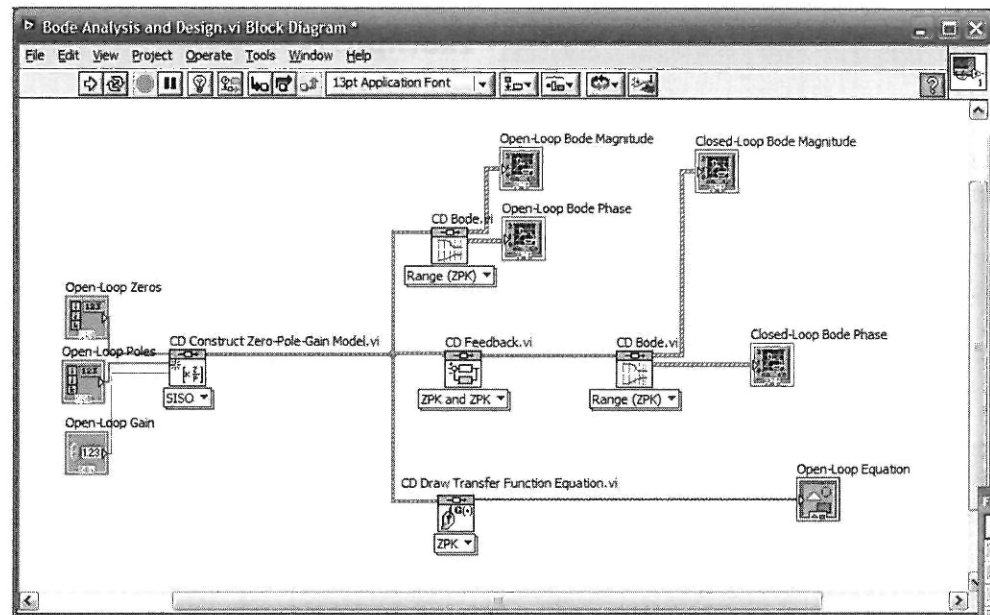 Bode Analysis and Design.vi Block Diagram *
File Edit View Project Operate Tools Window Help
13pt Application Font
Open-Loop Bode Magnitude
Closed-Loop Bode Magnitude
CD Bode.vi
Open-Loop Bode Phase
Range (ZPK)
Open-Loop Zeros
CD Construct Zero-Pole-Gain Model.vi
CD Feedback.vi
CD Bode.vi
Closed-Loop Bode Phase
Open-Loop Poles
SISO
ZPK and ZPK
Range (ZPK)
Open-Loop Gain
1.23
CD Draw Transfer Function Equation.vi
Open-Loop Equation
G(·)
ZPK